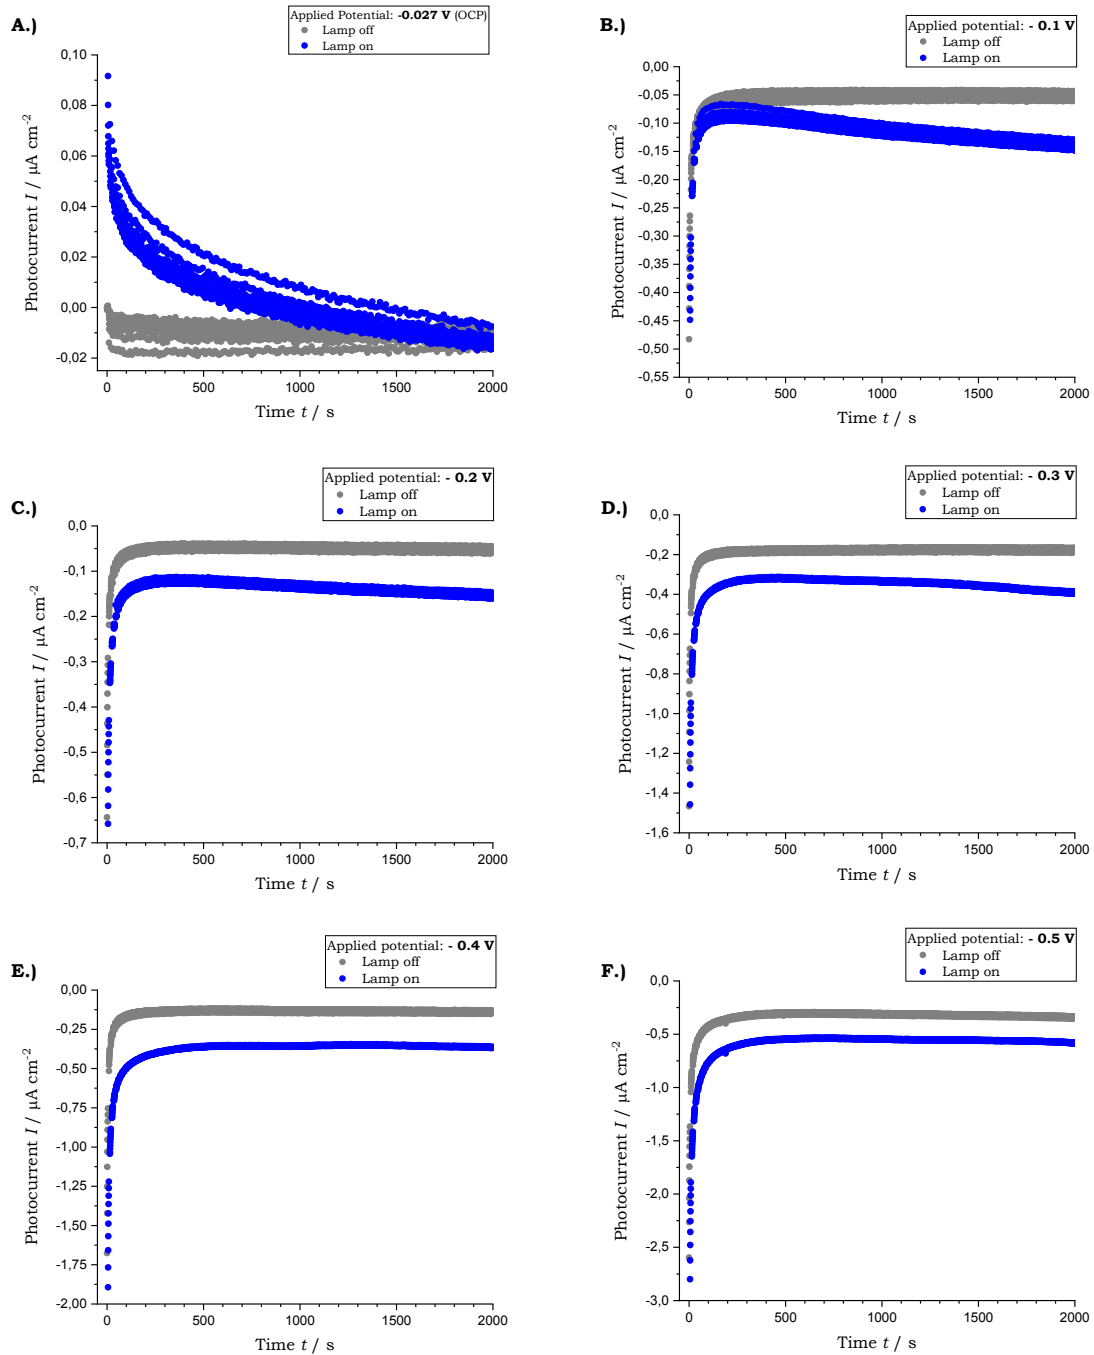 A.)
Applied Potential: -0.027 V (OCP)
Lamp off
Lamp on
0,10
0,08
0,06
0,04
0,02
0,00
-0,02
Photocurrent I / µA cm⁻²
0
500
1000
1500
2000
Time t / s
B.)
Applied potential: - 0.1 V
Lamp off
Lamp on
0,00
-0,05
-0,10
-0,15
-0,20
-0,25
-0,30
-0,35
-0,40
-0,45
-0,50
-0,55
Photocurrent I / µA cm⁻²
0
500
1000
1500
2000
Time t / s
C.)
Applied potential: - 0.2 V
Lamp off
Lamp on
0,0
-0,1
-0,2
-0,3
-0,4
-0,5
-0,6
-0,7
Photocurrent I / µA cm⁻²
0
500
1000
1500
2000
Time t / s
D.)
Applied potential: - 0.3 V
Lamp off
Lamp on
0,0
-0,2
-0,4
-0,6
-0,8
-1,0
-1,2
-1,4
-1,6
Photocurrent I / µA cm⁻²
0
500
1000
1500
2000
Time t / s
E.)
Applied potential: - 0.4 V
Lamp off
Lamp on
0,00
-0,25
-0,50
-0,75
-1,00
-1,25
-1,50
-1,75
-2,00
Photocurrent I / µA cm⁻²
0
500
1000
1500
2000
Time t / s
F.)
Applied potential: - 0.5 V
Lamp off
Lamp on
0,0
-0,5
-1,0
-1,5
-2,0
-2,5
-3,0
Photocurrent I / µA cm⁻²
0
500
1000
1500
2000
Time t / s